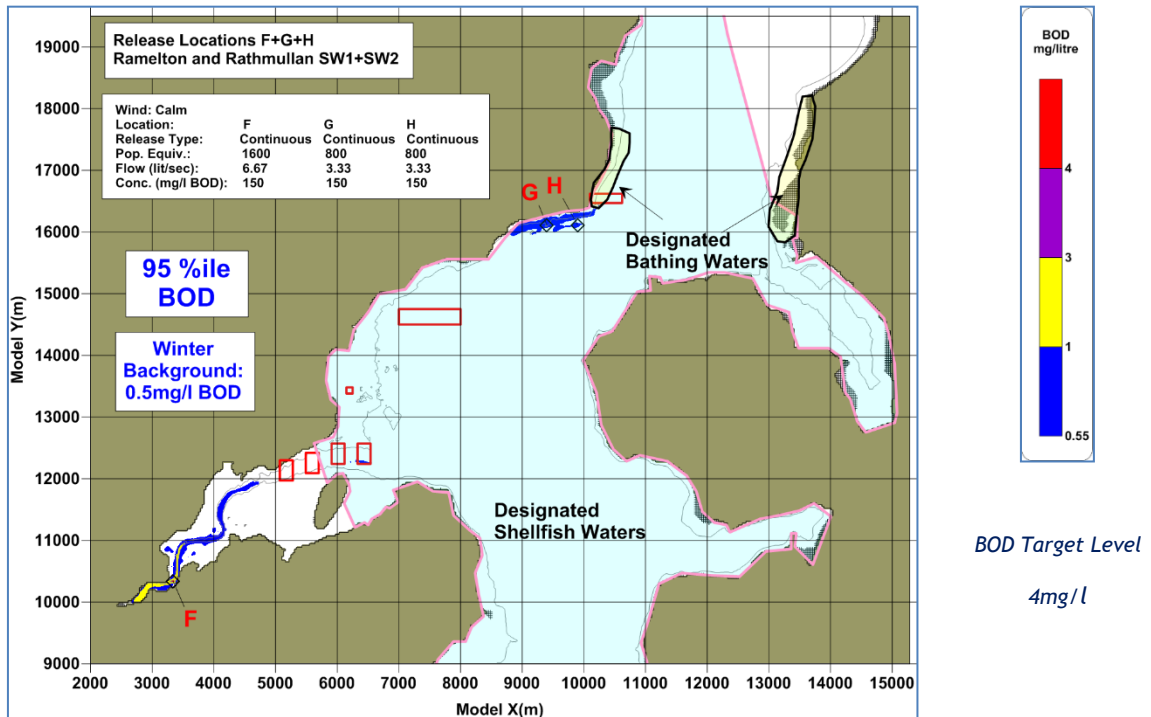 Release Locations F+G+H
Ramelton and Rathmullan SW1+SW2
Wind: Calm
Location: F G H
Release Type: Continuous Continuous Continuous
Pop. Equiv.: 1600 800 800
Flow (lit/sec): 6.67 3.33 3.33
Conc. (mg/l BOD): 150 150 150
G H
Designated
Bathing Waters
95 %ile
BOD
Winter
Background:
0.5mg/l BOD
Designated
Shellfish Waters
F
19000
18000
17000
16000
15000
14000
13000
12000
11000
10000
9000
Model Y(m)
2000 3000 4000 5000 6000 7000 8000 9000 10000 11000 12000 13000 14000 15000
Model X(m)
BOD
mg/litre
4
3
1
0.55
BOD Target Level
4mg/l